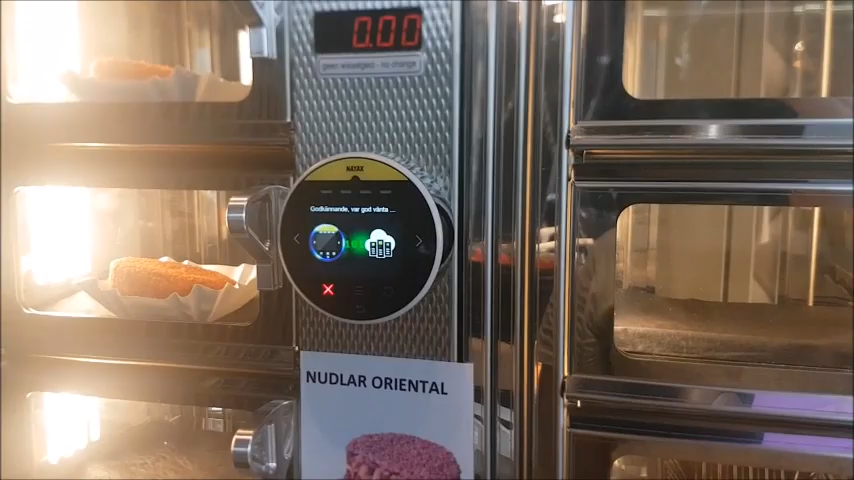 0.00
geen wisselgeld - no change
NAYAX
Godkännande, var god vänta ...
NUDLAR ORIENTAL